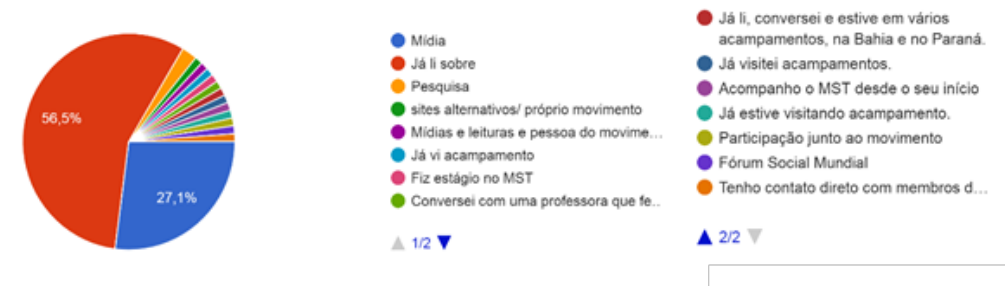 56,5%
27,1%
Mídia
Já li sobre
Pesquisa
sites alternativos/ próprio movimento
Mídias e leituras e pessoa do movime...
Já vi acampamento
Fiz estágio no MST
Conversei com uma professora que fe..
1/2
Já li, conversei e estive em vários
acampamentos, na Bahia e no Paraná.
Já visitei acampamentos.
Acompanho o MST desde o seu início
Já estive visitando acampamento.
Participação junto ao movimento
Fórum Social Mundial
Tenho contato direto com membros d...
2/2